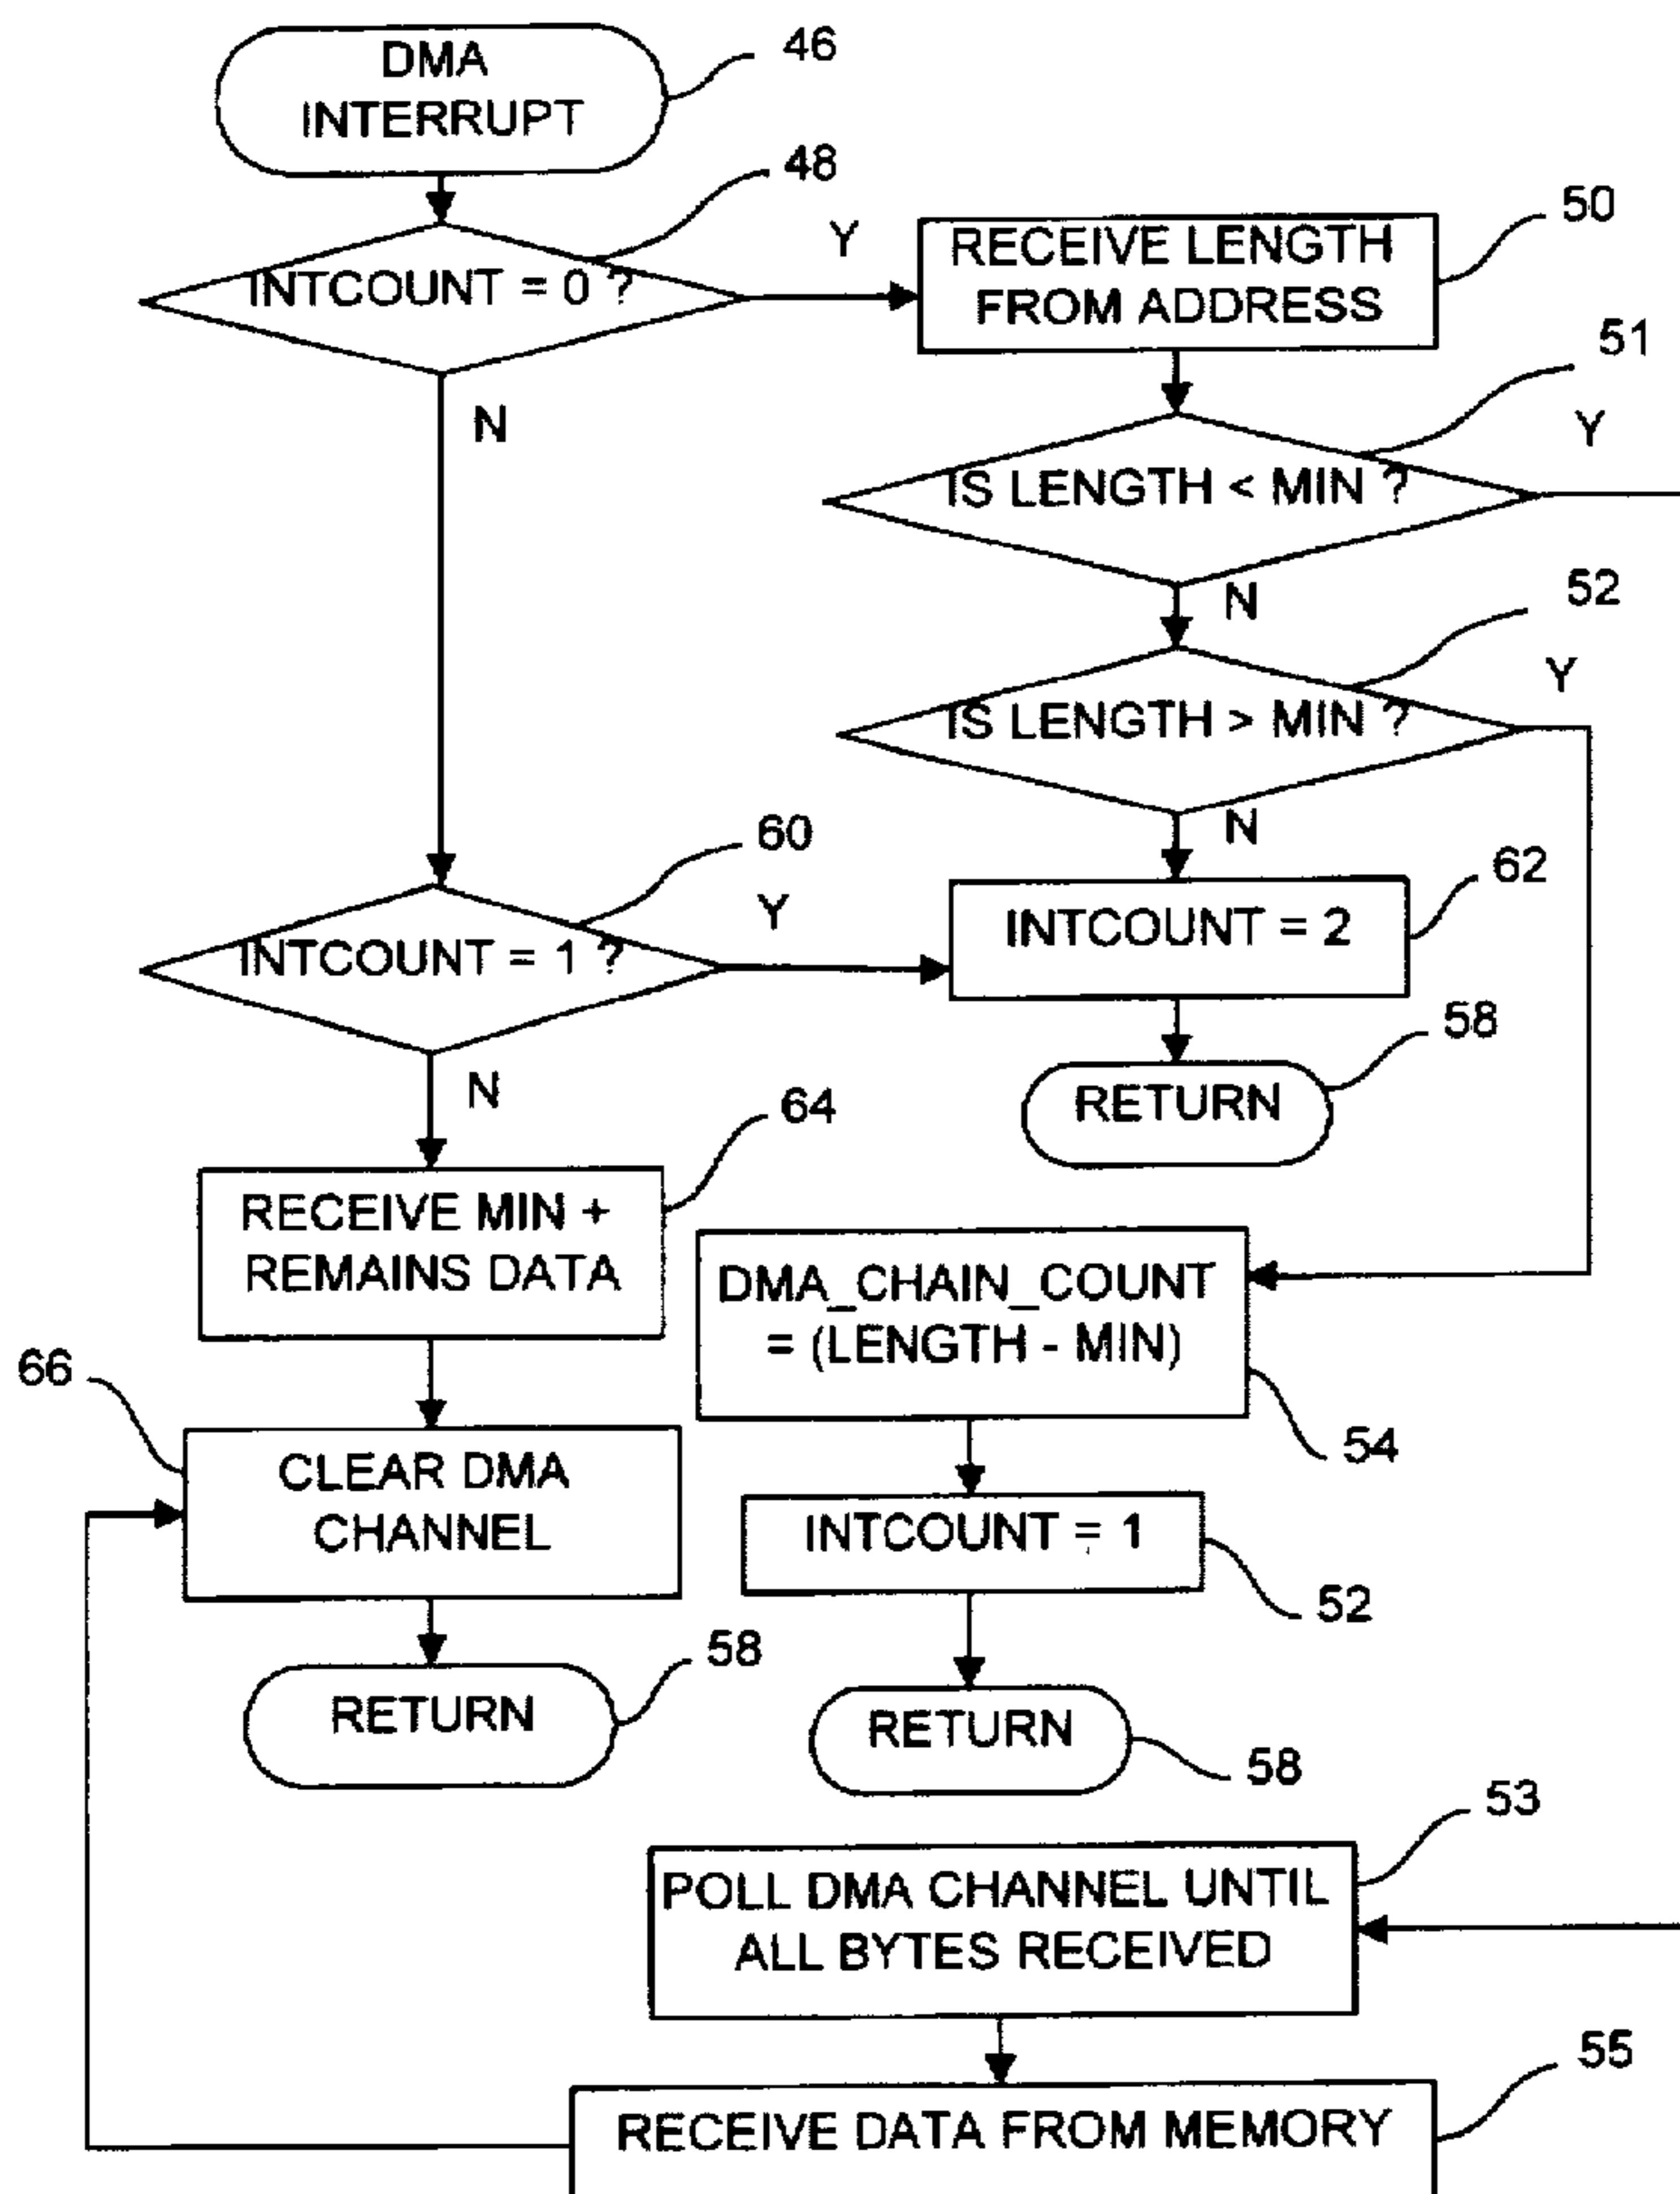 DMA
INTERRUPT
46
48
INTCOUNT = 0 ?
Y
N
RECEIVE LENGTH
FROM ADDRESS
50
51
IS LENGTH < MIN ?
Y
N
52
IS LENGTH > MIN ?
Y
N
60
INTCOUNT = 1 ?
Y
N
INTCOUNT = 2
62
RETURN
58
RECEIVE MIN +
REMAINS DATA
64
DMA_CHAIN_COUNT
= (LENGTH - MIN)
54
66
CLEAR DMA
CHANNEL
INTCOUNT = 1
52
RETURN
58
RETURN
58
POLL DMA CHANNEL UNTIL
ALL BYTES RECEIVED
53
RECEIVE DATA FROM MEMORY
55